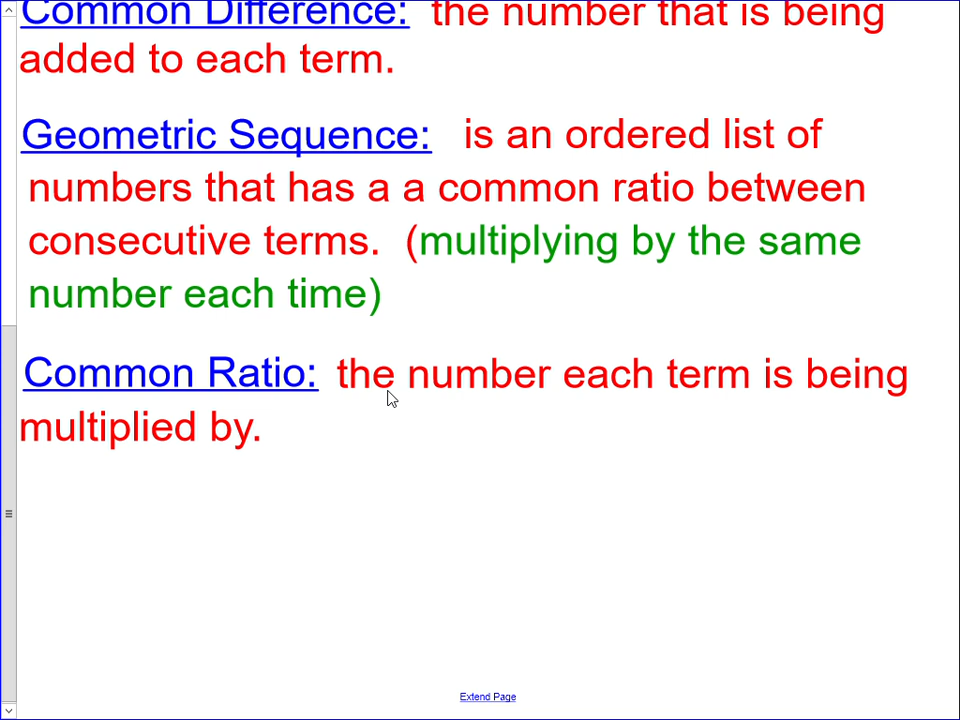 Common Difference: the number that is being
added to each term.
Geometric Sequence: is an ordered list of
numbers that has a a common ratio between
consecutive terms. (multiplying by the same
number each time)
Common Ratio: the number each term is being
multiplied by.
Extend Page